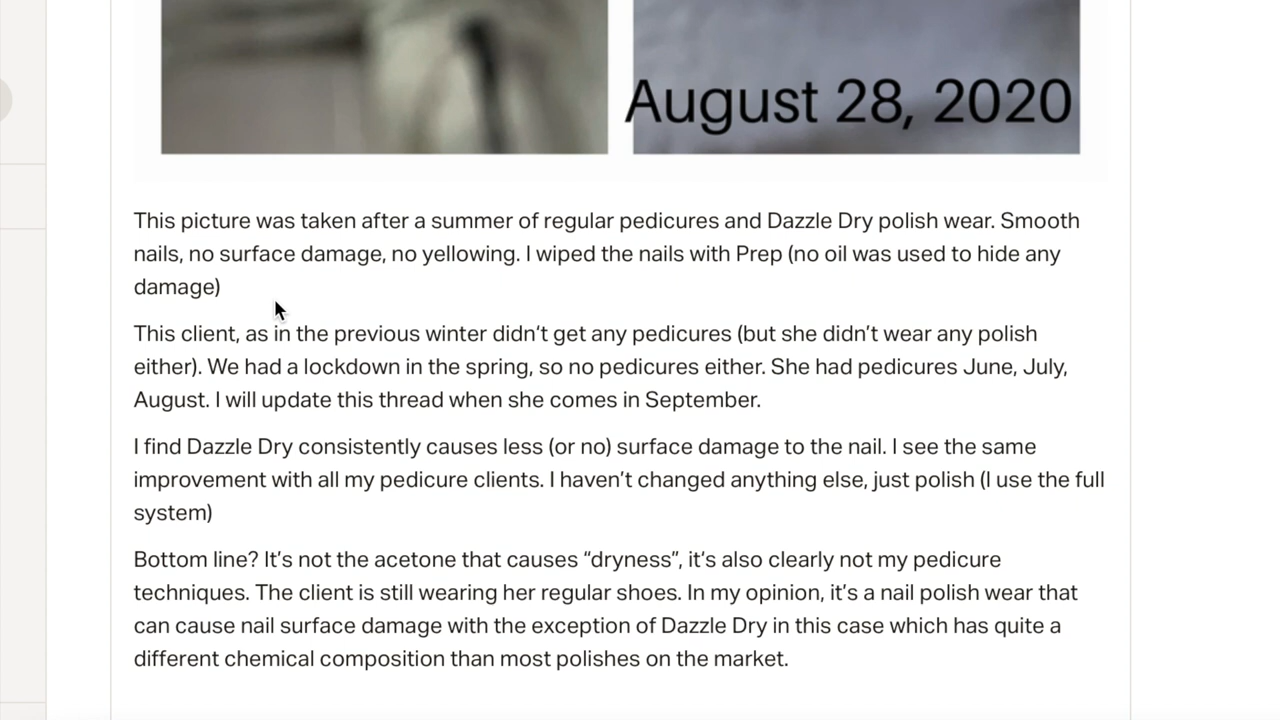 August 28, 2020
This picture was taken after a summer of regular pedicures and Dazzle Dry polish wear. Smooth
nails, no surface damage, no yellowing. I wiped the nails with Prep (no oil was used to hide any
damage)
This client, as in the previous winter didn’t get any pedicures (but she didn’t wear any polish
either). We had a lockdown in the spring, so no pedicures either. She had pedicures June, July,
August. I will update this thread when she comes in September.
I find Dazzle Dry consistently causes less (or no) surface damage to the nail. I see the same
improvement with all my pedicure clients. I haven’t changed anything else, just polish (I use the full
system)
Bottom line? It’s not the acetone that causes “dryness”, it’s also clearly not my pedicure
techniques. The client is still wearing her regular shoes. In my opinion, it’s a nail polish wear that
can cause nail surface damage with the exception of Dazzle Dry in this case which has quite a
different chemical composition than most polishes on the market.